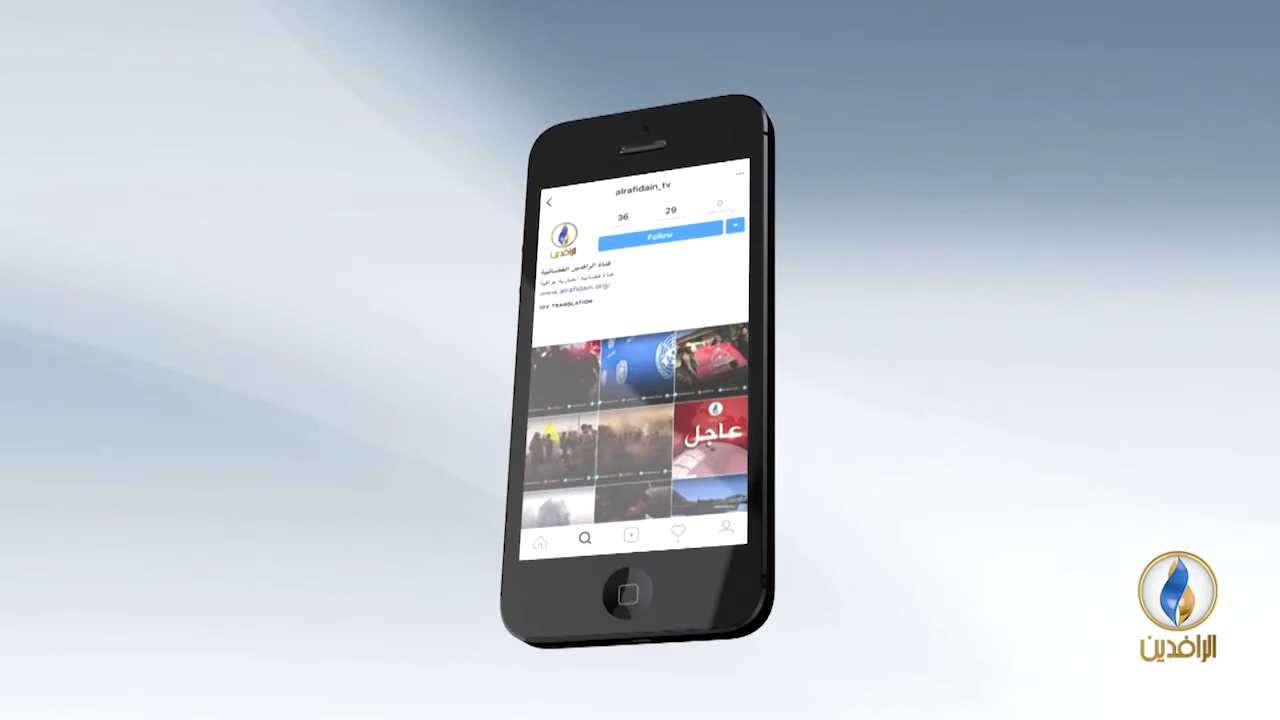 alrafidain_tv
36
29
0
Follow
الرافدين
قناة الرافدين الفضائية
قناة فضائية اخبارية عراقية
www.alrafidain.org/
SEE TRANSLATION
عاجل
الرافدين